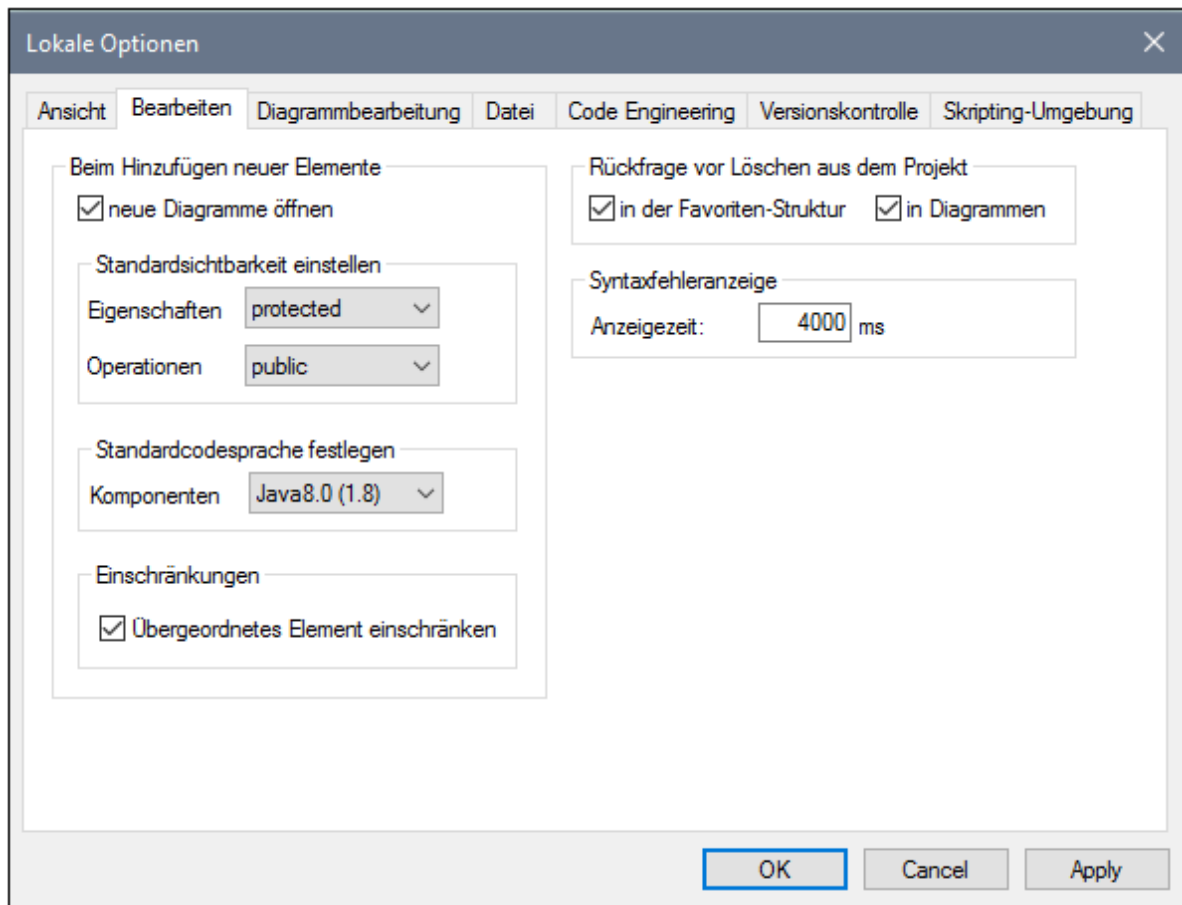 Lokale Optionen
Ansicht Bearbeiten Diagrammbearbeitung Datei Code Engineering Versionskontrolle Skripting-Umgebung
Beim Hinzufügen neuer Elemente
neue Diagramme öffnen
Standardsichtbarkeit einstellen
Eigenschaften protected
Operationen public
Standardcodesprache festlegen
Komponenten Java8.0 (1.8)
Einschränkungen
Übergeordnetes Element einschränken
Rückfrage vor Löschen aus dem Projekt
in der Favoriten-Struktur in Diagrammen
Syntaxfehleranzeige
Anzeigezeit: 4000 ms
OK Cancel Apply